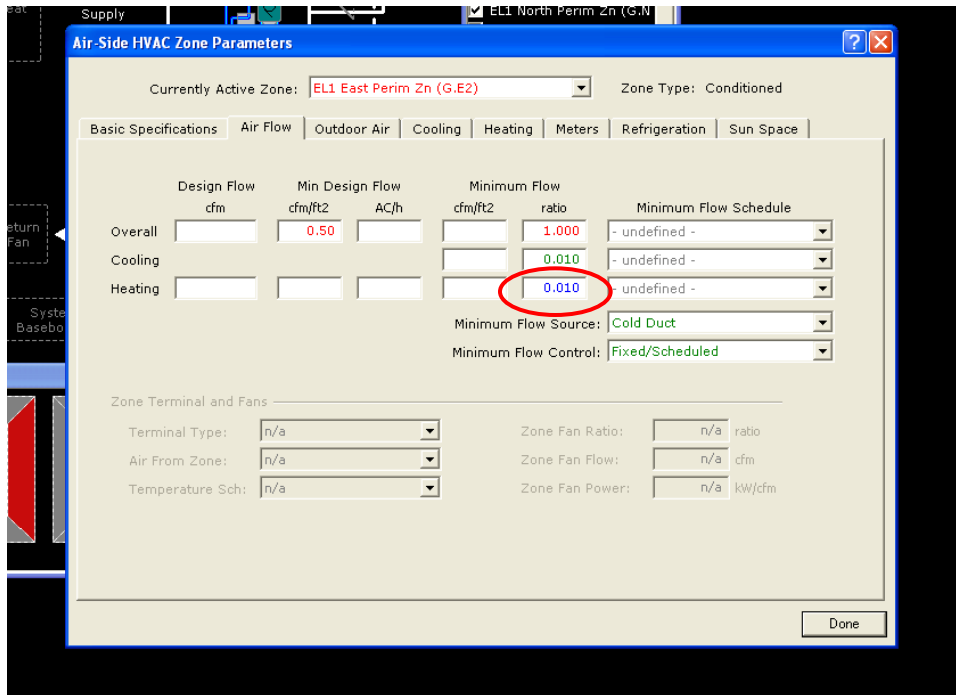 eat
Supply
EL1 North Perim Zn (G.N
Air-Side HVAC Zone Parameters
Currently Active Zone: EL1 East Perim Zn (G.E2) Zone Type: Conditioned
Basic Specifications Air Flow Outdoor Air Cooling Heating Meters Refrigeration Sun Space
Design Flow Min Design Flow Minimum Flow
cfm cfm/ft2 AC/h cfm/ft2 ratio Minimum Flow Schedule
Overall 0.50 1.000 - undefined -
Cooling 0.010 - undefined -
Heating 0.010 - undefined -
Minimum Flow Source: Cold Duct
Minimum Flow Control: Fixed/Scheduled
Zone Terminal and Fans
Terminal Type: n/a Zone Fan Ratio: n/a ratio
Air From Zone: n/a Zone Fan Flow: n/a cfm
Temperature Sch: n/a Zone Fan Power: n/a kW/cfm
Done
eturn
Fan
Syste
Basebo